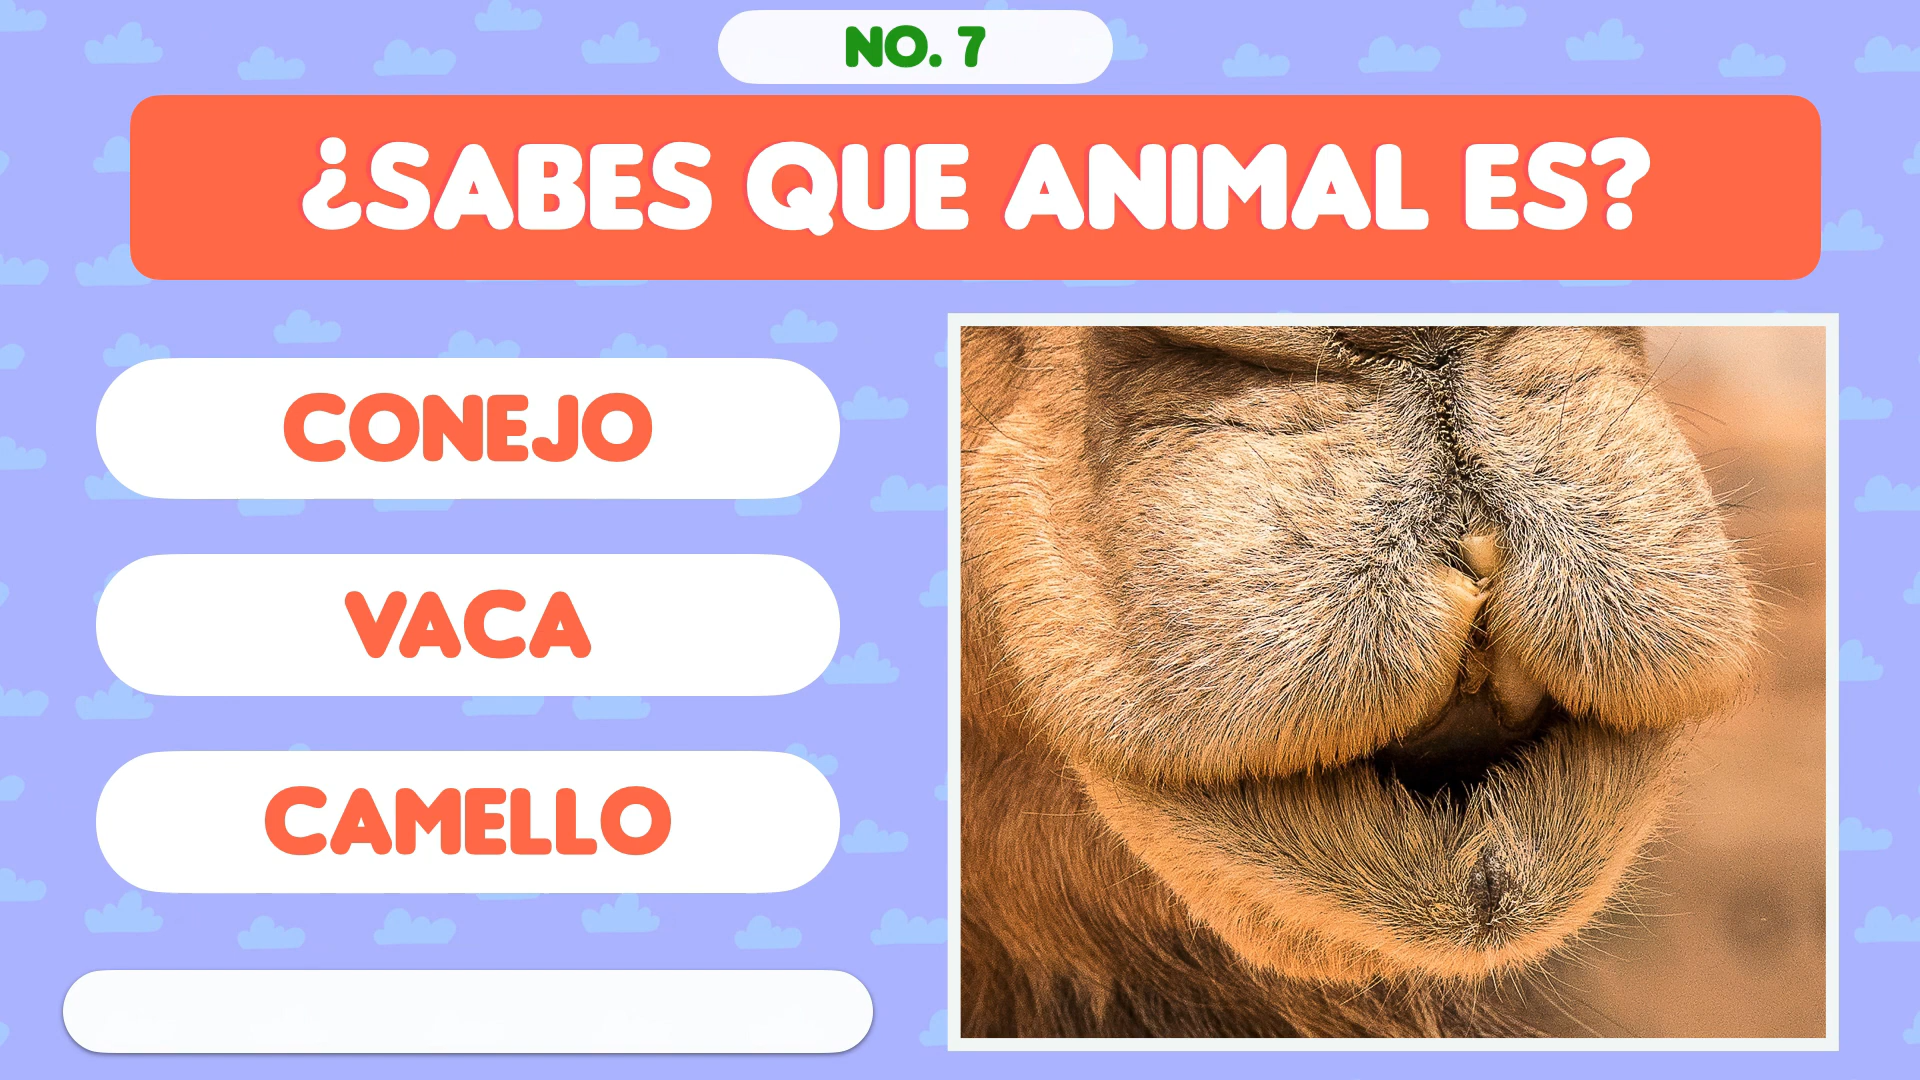 NO. 7
¿SABES QUE ANIMAL ES?
CONEJO
VACA
CAMELLO